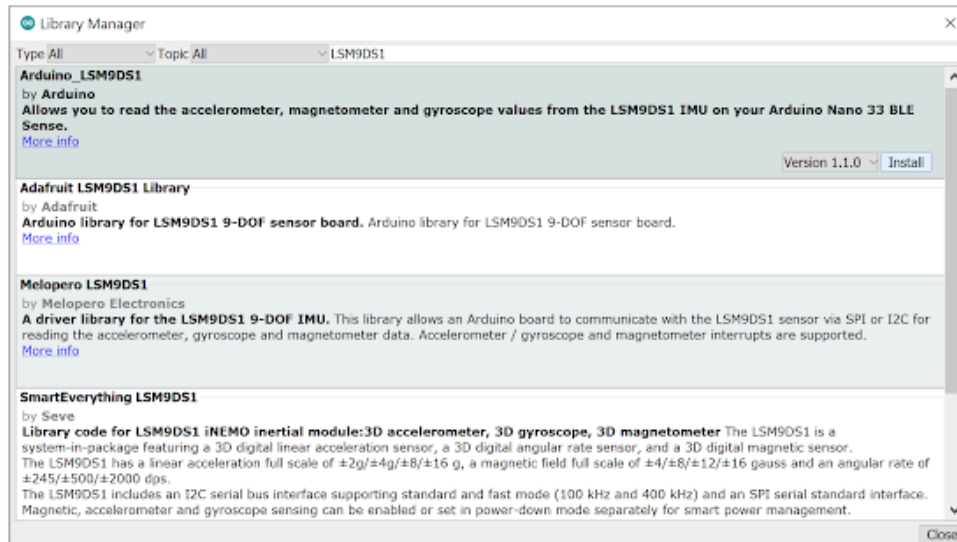 Library Manager
Type All Topic All LSM9DS1
Arduino_LSM9DS1
by Arduino
Allows you to read the accelerometer, magnetometer and gyroscope values from the LSM9DS1 IMU on your Arduino Nano 33 BLE
Sense.
More info
Version 1.1.0 Install
Adafruit LSM9DS1 Library
by Adafruit
Arduino library for LSM9DS1 9-DOF sensor board. Arduino library for LSM9DS1 9-DOF sensor board.
More info
Melopero LSM9DS1
by Melopero Electronics
A driver library for the LSM9DS1 9-DOF IMU. This library allows an Arduino board to communicate with the LSM9DS1 sensor via SPI or I2C for
reading the accelerometer, gyroscope and magnetometer data. Accelerometer / gyroscope and magnetometer interrupts are supported.
More info
SmartEverything LSM9DS1
by Seve
Library code for LSM9DS1 iNEMO inertial module:3D accelerometer, 3D gyroscope, 3D magnetometer The LSM9DS1 is a
system-in-package featuring a 3D digital linear acceleration sensor, a 3D digital angular rate sensor, and a 3D digital magnetic sensor.
The LSM9DS1 has a linear acceleration full scale of ±2g/±4g/±8/±16 g, a magnetic field full scale of ±4/±8/±12/±16 gauss and an angular rate of
±245/±500/±2000 dps.
The LSM9DS1 includes an I2C serial bus interface supporting standard and fast mode (100 kHz and 400 kHz) and an SPI serial standard interface.
Magnetic, accelerometer and gyroscope sensing can be enabled or set in power-down mode separately for smart power management.
Close